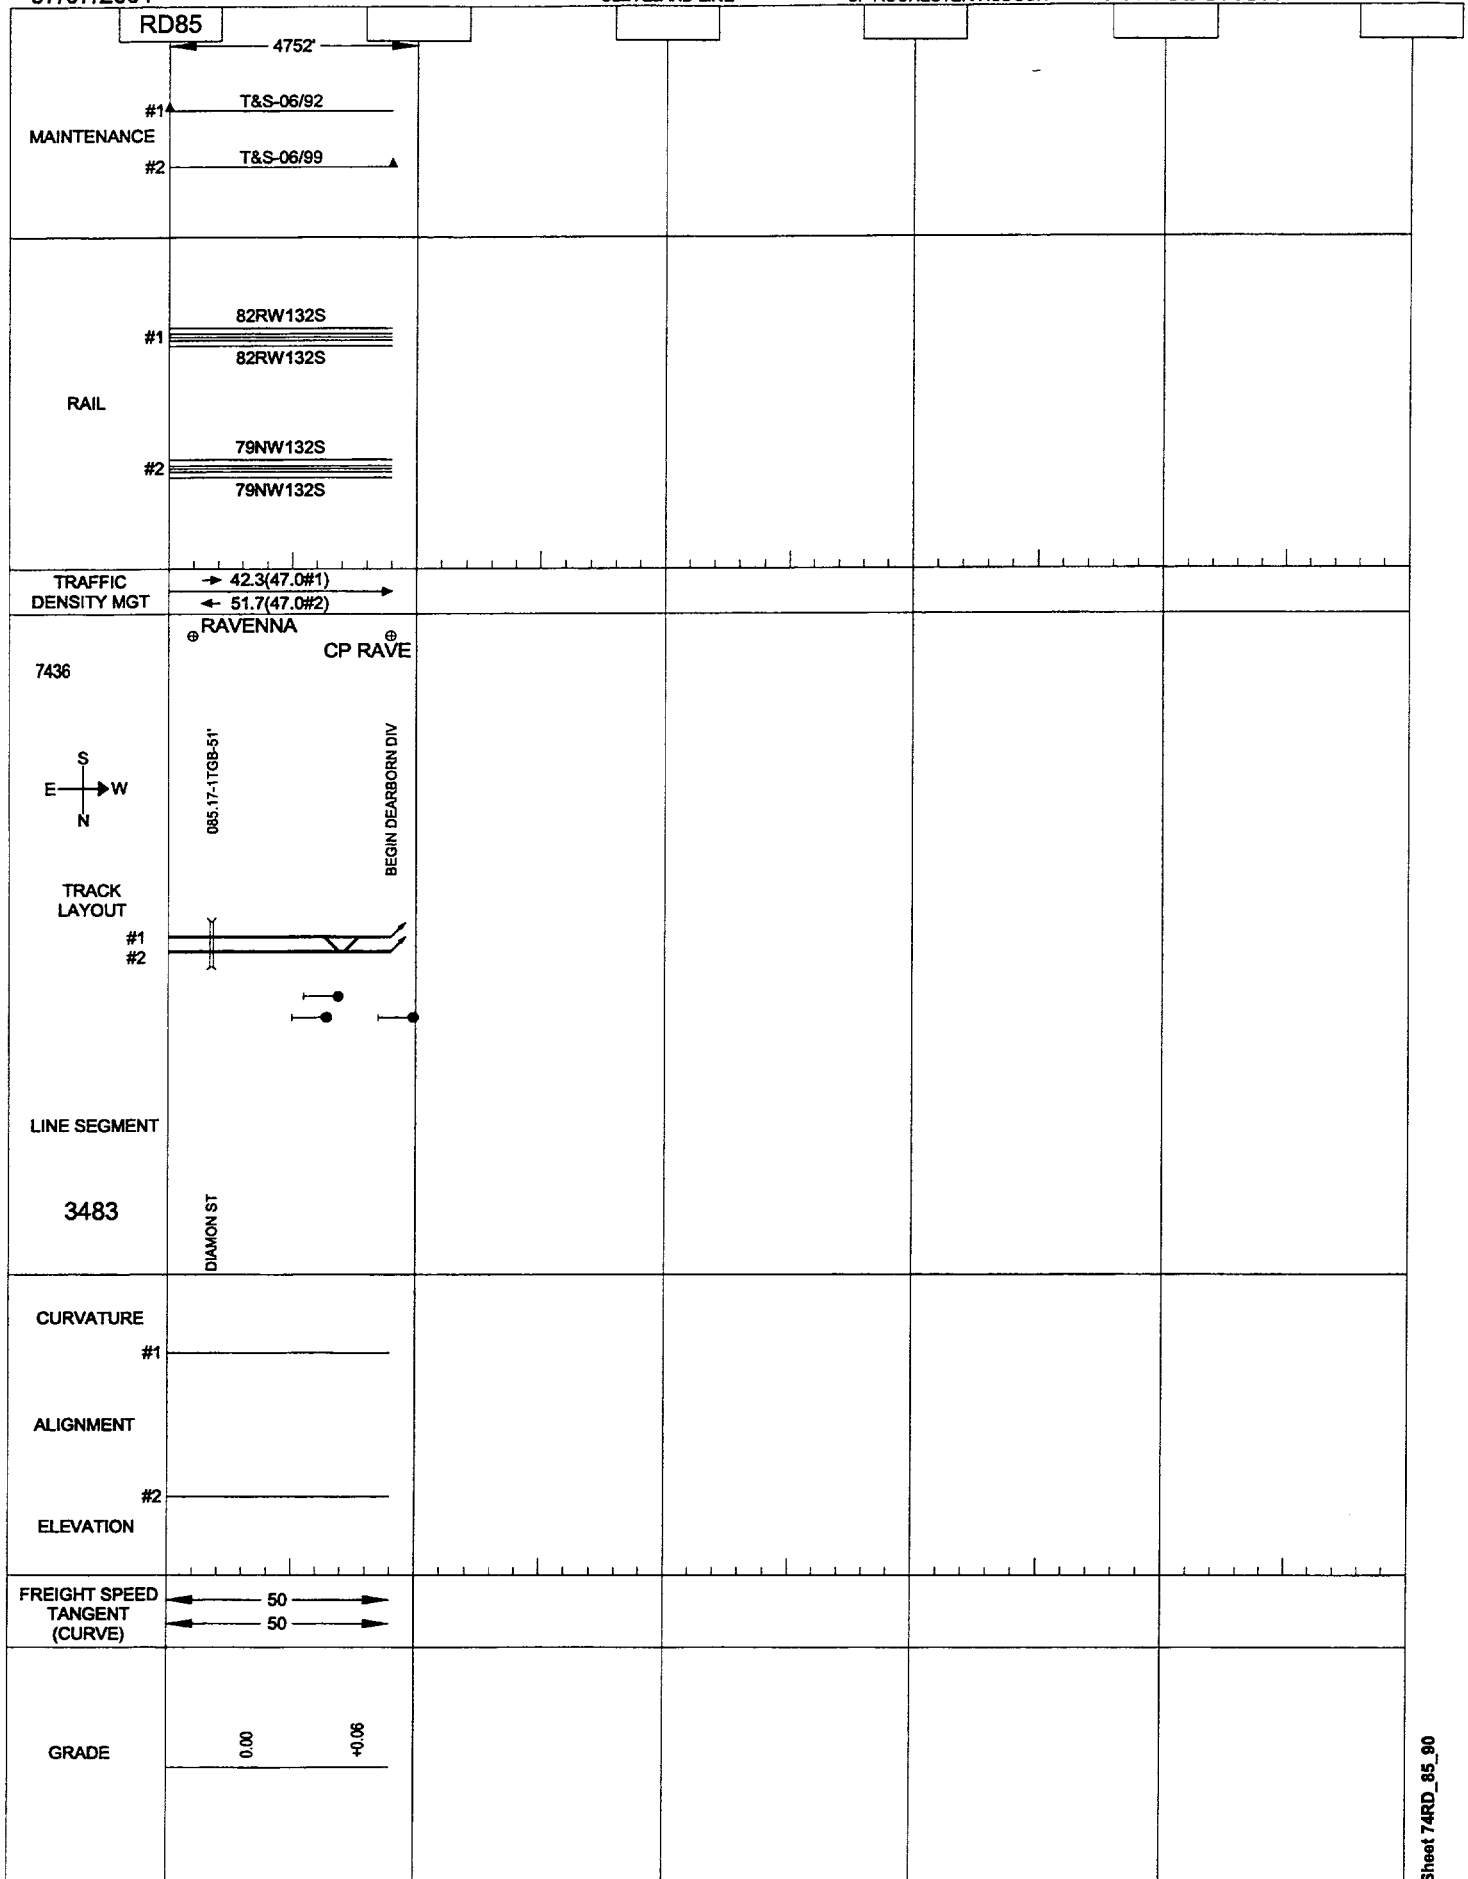 RD85
4752'
#1
T&S-06/92
MAINTENANCE
#2
T&S-06/99
82RW132S
#1
82RW132S
RAIL
79NW132S
#2
79NW132S
TRAFFIC
DENSITY MGT
42.3(47.0#1)
51.7(47.0#2)
RAVENNA
CP RAVE
7436
085.17-1TGB-51'
BEGIN DEARBORN DIV
S
E W
N
TRACK
LAYOUT
#1
#2
LINE SEGMENT
3483
DIAMON ST
CURVATURE
#1
ALIGNMENT
#2
ELEVATION
FREIGHT SPEED
TANGENT
(CURVE)
50
50
GRADE
0.00
+0.06
Sheet 74RD_85_90